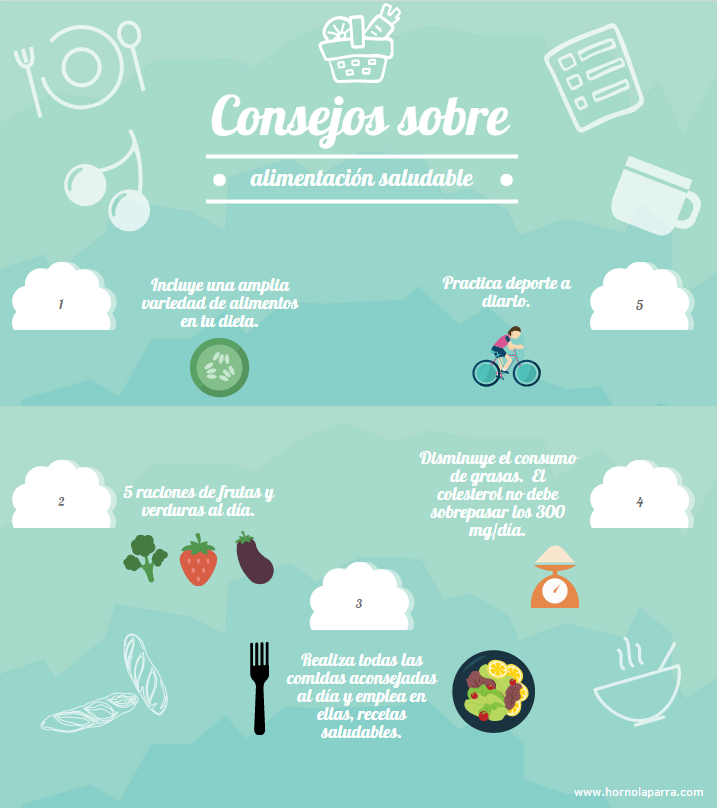 Consejos sobre
alimentación saludable
1
Incluye una amplia
variedad de alimentos
en tu dieta.
2
5 raciones de frutas y
verduras al día.
3
Realiza todas las
comidas aconsejadas
al día y emplea en
ellas, recetas
saludables.
4
Disminuye el consumo
de grasas. El
colesterol no debe
sobrepasar los 300
mg/día.
5
Practica deporte a
diario.
www.hornolaparra.com